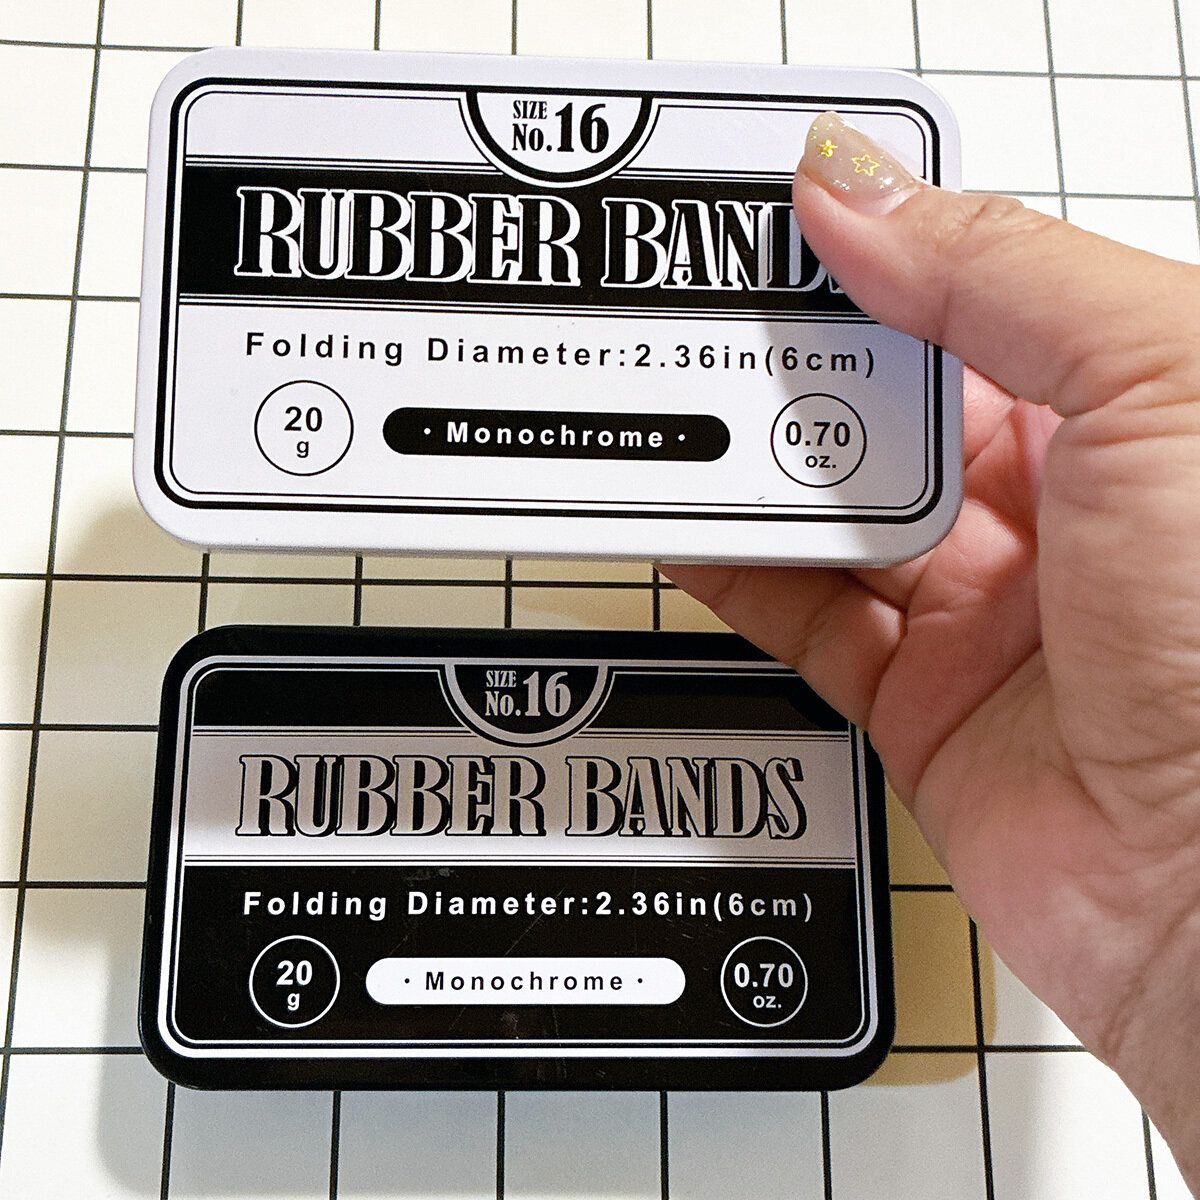 SIZE
No.16
RUBBER BANDS
Folding Diameter:2.36in(6cm)
20
g
· Monochrome ·
0.70
oz.
SIZE
No.16
RUBBER BANDS
Folding Diameter:2.36in(6cm)
20
g
· Monochrome ·
0.70
oz.